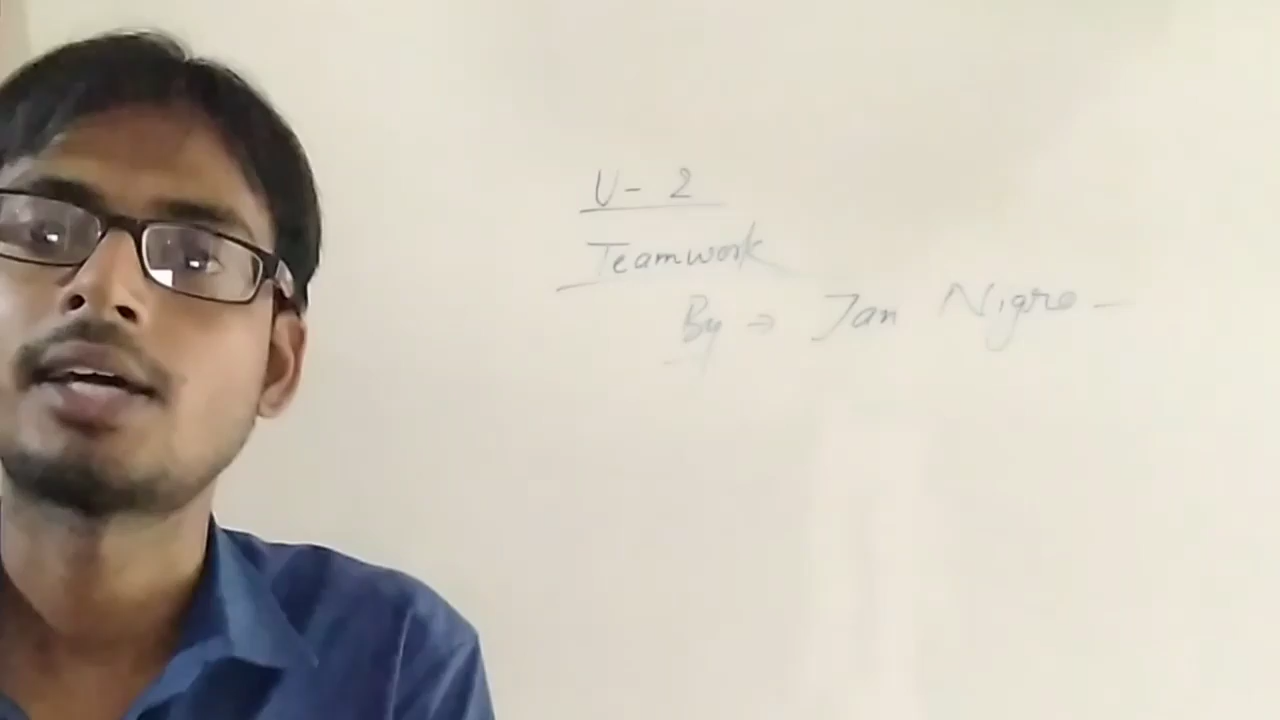 U - 2
Teamwork
By → Jan Nigro -